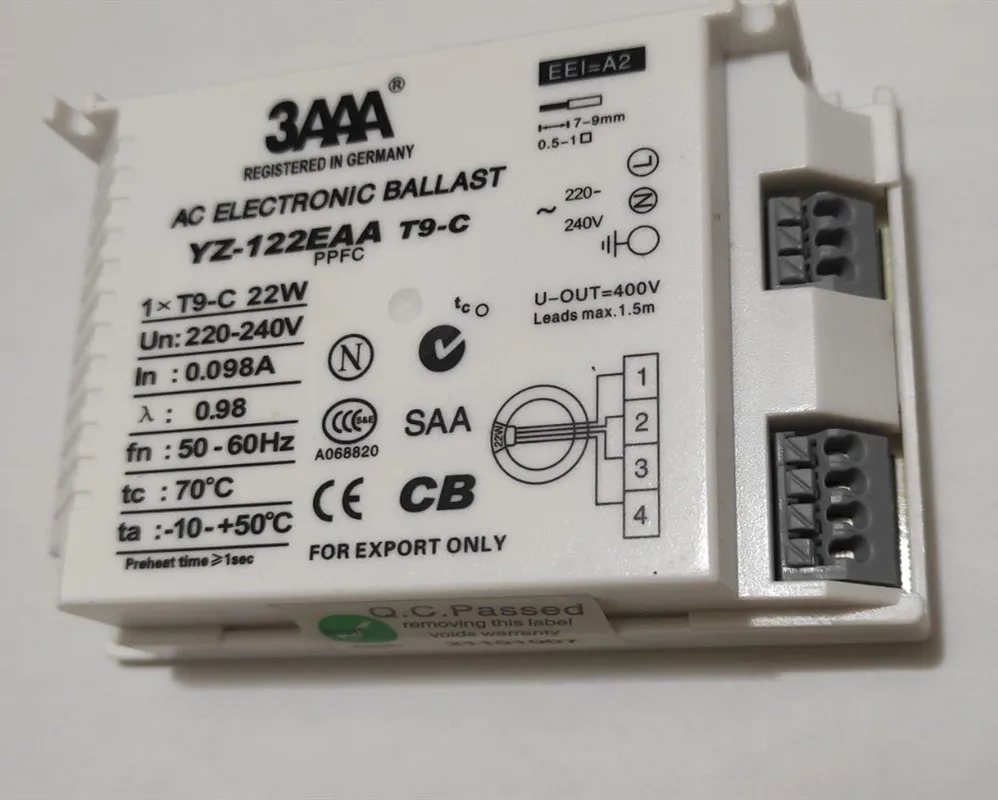 3AAA®
REGISTERED IN GERMANY
AC ELECTRONIC BALLAST
YZ-122EAA T9-C
PPFC
1×T9-C 22W
Un: 220-240V
In : 0.098A
λ : 0.98
fn : 50-60Hz
tc : 70°C
ta :-10-+50°C
Preheat time≥1sec
tc
N
S&E
A068820
SAA
CE
CB
FOR EXPORT ONLY
EEI=A2
7-9mm
0.5-1□
L
N
~ 220-
240V
U-OUT=400V
Leads max.1.5m
22W
1
2
3
4
Q.C.Passed
removing this label
voids warranty